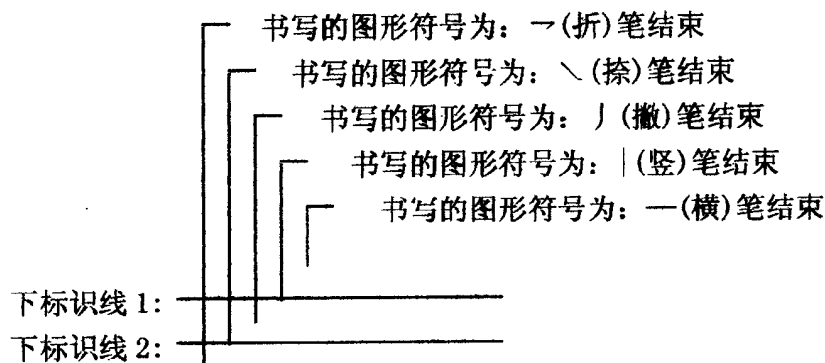 书写的图形符号为：㇇(折)笔结束
书写的图形符号为：㇏(捺)笔结束
书写的图形符号为：丿(撇)笔结束
书写的图形符号为：丨(竖)笔结束
书写的图形符号为：一(横)笔结束
下标识线 1：
下标识线 2：